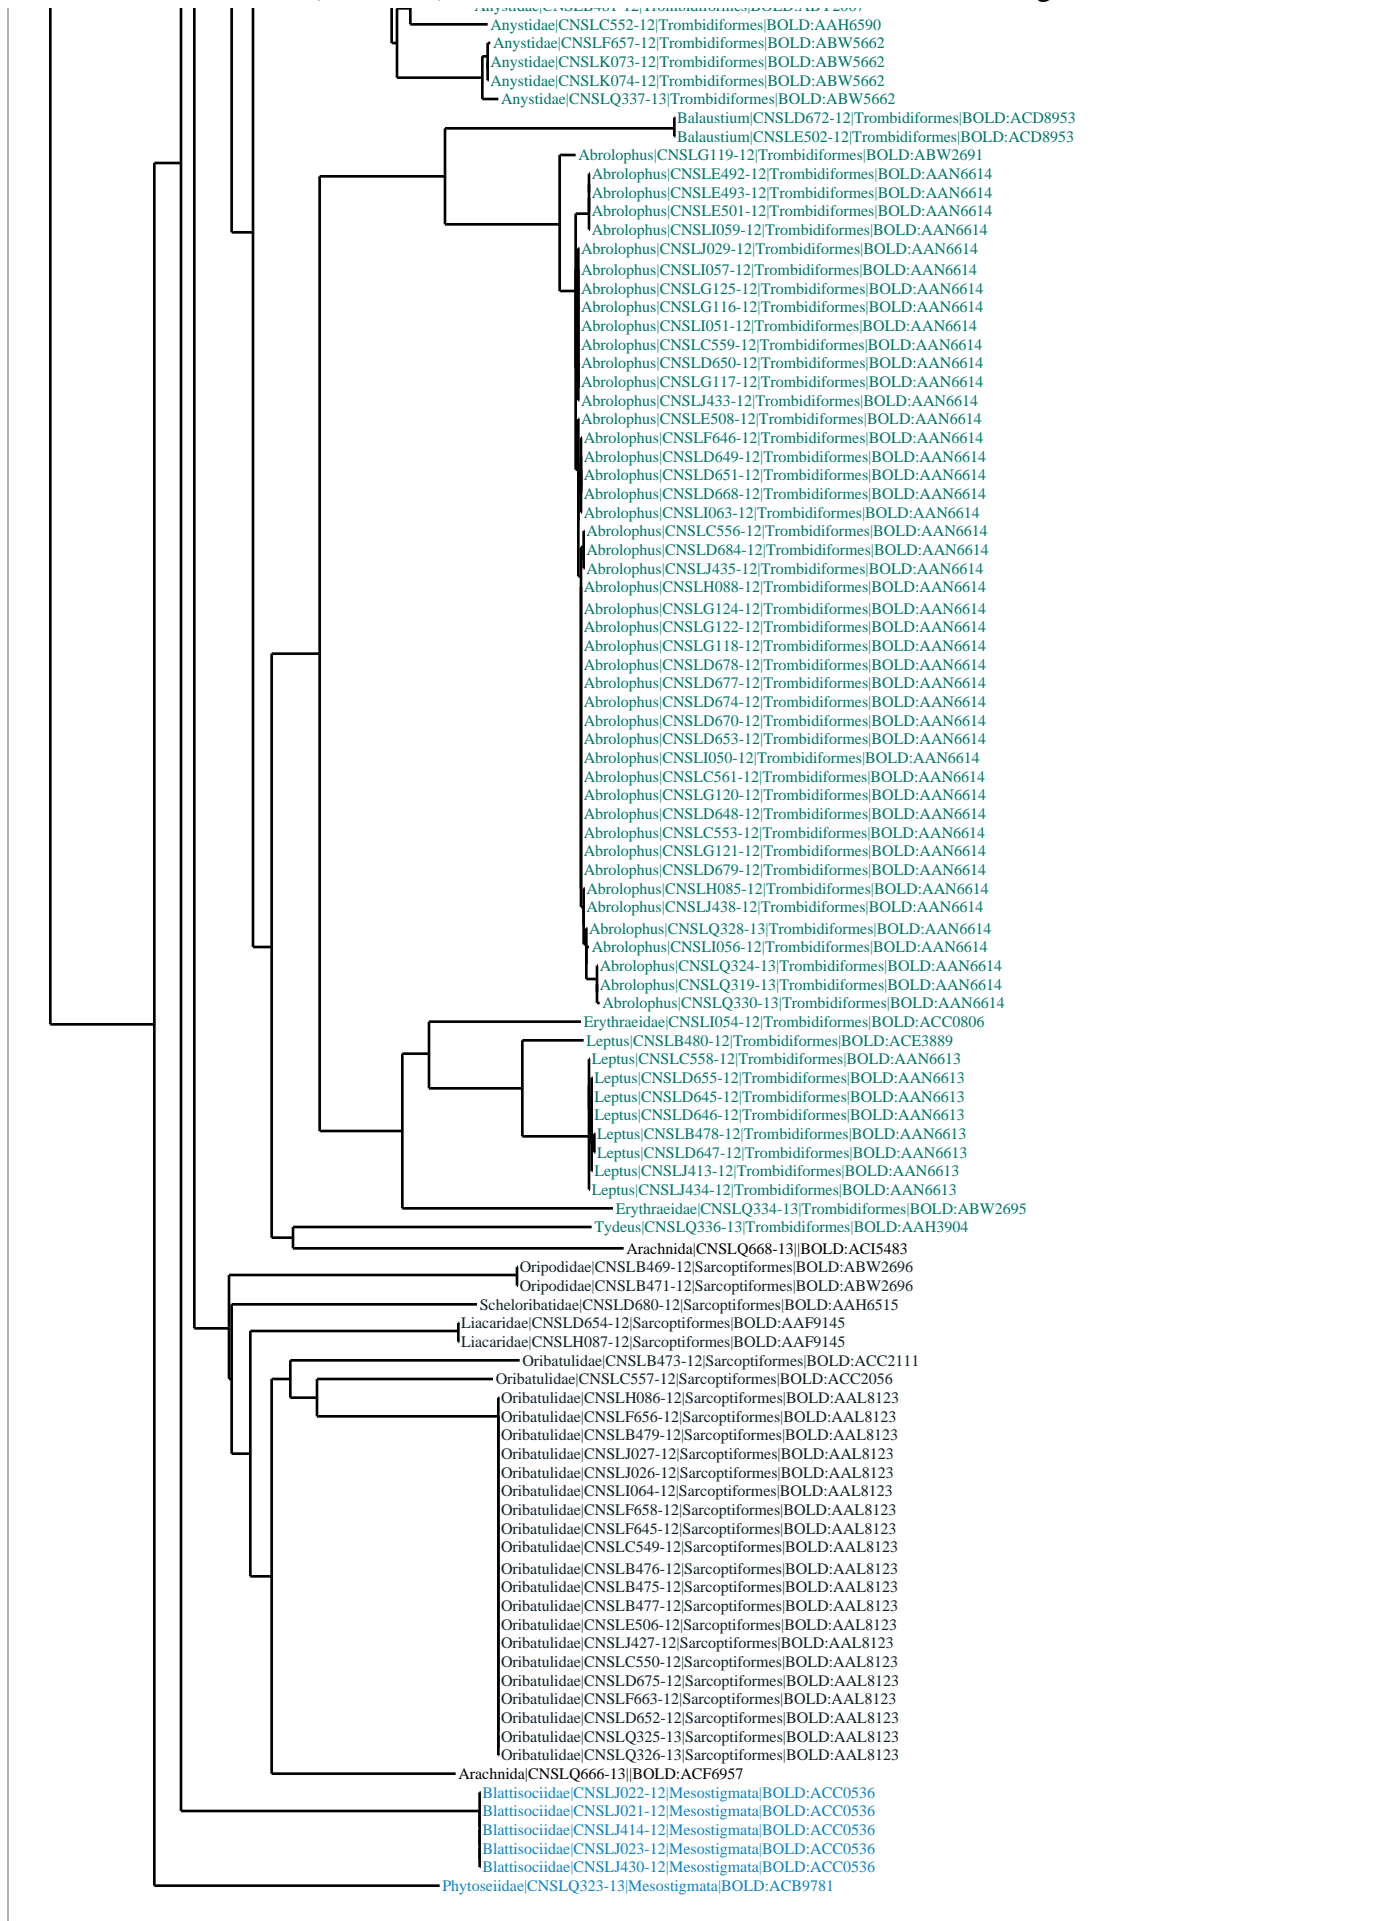 Anystidae|CNSLC552-12|Trombidiformes|BOLD:AAH6590
Anystidae|CNSLF657-12|Trombidiformes|BOLD:ABW5662
Anystidae|CNSLK073-12|Trombidiformes|BOLD:ABW5662
Anystidae|CNSLK074-12|Trombidiformes|BOLD:ABW5662
Anystidae|CNSLQ337-13|Trombidiformes|BOLD:ABW5662
Balaustium|CNSLD672-12|Trombidiformes|BOLD:ACD8953
Balaustium|CNSLE502-12|Trombidiformes|BOLD:ACD8953
Abrolophus|CNSLG119-12|Trombidiformes|BOLD:ABW2691
Abrolophus|CNSLE492-12|Trombidiformes|BOLD:AAN6614
Abrolophus|CNSLE493-12|Trombidiformes|BOLD:AAN6614
Abrolophus|CNSLE501-12|Trombidiformes|BOLD:AAN6614
Abrolophus|CNSLI059-12|Trombidiformes|BOLD:AAN6614
Abrolophus|CNSLJ029-12|Trombidiformes|BOLD:AAN6614
Abrolophus|CNSLI057-12|Trombidiformes|BOLD:AAN6614
Abrolophus|CNSLG125-12|Trombidiformes|BOLD:AAN6614
Abrolophus|CNSLG116-12|Trombidiformes|BOLD:AAN6614
Abrolophus|CNSLI051-12|Trombidiformes|BOLD:AAN6614
Abrolophus|CNSLC559-12|Trombidiformes|BOLD:AAN6614
Abrolophus|CNSLD650-12|Trombidiformes|BOLD:AAN6614
Abrolophus|CNSLG117-12|Trombidiformes|BOLD:AAN6614
Abrolophus|CNSLJ433-12|Trombidiformes|BOLD:AAN6614
Abrolophus|CNSLE508-12|Trombidiformes|BOLD:AAN6614
Abrolophus|CNSLF646-12|Trombidiformes|BOLD:AAN6614
Abrolophus|CNSLD649-12|Trombidiformes|BOLD:AAN6614
Abrolophus|CNSLD651-12|Trombidiformes|BOLD:AAN6614
Abrolophus|CNSLD668-12|Trombidiformes|BOLD:AAN6614
Abrolophus|CNSLI063-12|Trombidiformes|BOLD:AAN6614
Abrolophus|CNSLC556-12|Trombidiformes|BOLD:AAN6614
Abrolophus|CNSLD684-12|Trombidiformes|BOLD:AAN6614
Abrolophus|CNSLJ435-12|Trombidiformes|BOLD:AAN6614
Abrolophus|CNSLH088-12|Trombidiformes|BOLD:AAN6614
Abrolophus|CNSLG124-12|Trombidiformes|BOLD:AAN6614
Abrolophus|CNSLG122-12|Trombidiformes|BOLD:AAN6614
Abrolophus|CNSLG118-12|Trombidiformes|BOLD:AAN6614
Abrolophus|CNSLD678-12|Trombidiformes|BOLD:AAN6614
Abrolophus|CNSLD677-12|Trombidiformes|BOLD:AAN6614
Abrolophus|CNSLD674-12|Trombidiformes|BOLD:AAN6614
Abrolophus|CNSLD670-12|Trombidiformes|BOLD:AAN6614
Abrolophus|CNSLD653-12|Trombidiformes|BOLD:AAN6614
Abrolophus|CNSLI050-12|Trombidiformes|BOLD:AAN6614
Abrolophus|CNSLC561-12|Trombidiformes|BOLD:AAN6614
Abrolophus|CNSLG120-12|Trombidiformes|BOLD:AAN6614
Abrolophus|CNSLD648-12|Trombidiformes|BOLD:AAN6614
Abrolophus|CNSLC553-12|Trombidiformes|BOLD:AAN6614
Abrolophus|CNSLG121-12|Trombidiformes|BOLD:AAN6614
Abrolophus|CNSLD679-12|Trombidiformes|BOLD:AAN6614
Abrolophus|CNSLH085-12|Trombidiformes|BOLD:AAN6614
Abrolophus|CNSLJ438-12|Trombidiformes|BOLD:AAN6614
Abrolophus|CNSLQ328-13|Trombidiformes|BOLD:AAN6614
Abrolophus|CNSLI056-12|Trombidiformes|BOLD:AAN6614
Abrolophus|CNSLQ324-13|Trombidiformes|BOLD:AAN6614
Abrolophus|CNSLQ319-13|Trombidiformes|BOLD:AAN6614
Abrolophus|CNSLQ330-13|Trombidiformes|BOLD:AAN6614
Erythraeidae|CNSLI054-12|Trombidiformes|BOLD:ACC0806
Leptus|CNSLB480-12|Trombidiformes|BOLD:ACE3889
Leptus|CNSLC558-12|Trombidiformes|BOLD:AAN6613
Leptus|CNSLD655-12|Trombidiformes|BOLD:AAN6613
Leptus|CNSLD645-12|Trombidiformes|BOLD:AAN6613
Leptus|CNSLD646-12|Trombidiformes|BOLD:AAN6613
Leptus|CNSLB478-12|Trombidiformes|BOLD:AAN6613
Leptus|CNSLD647-12|Trombidiformes|BOLD:AAN6613
Leptus|CNSLJ413-12|Trombidiformes|BOLD:AAN6613
Leptus|CNSLJ434-12|Trombidiformes|BOLD:AAN6613
Erythraeidae|CNSLQ334-13|Trombidiformes|BOLD:ABW2695
Tydeus|CNSLQ336-13|Trombidiformes|BOLD:AAH3904
Arachnida|CNSLQ668-13||BOLD:ACI5483
Oripodidae|CNSLB469-12|Sarcoptiformes|BOLD:ABW2696
Oripodidae|CNSLB471-12|Sarcoptiformes|BOLD:ABW2696
Scheloribatidae|CNSLD680-12|Sarcoptiformes|BOLD:AAH6515
Liacaridae|CNSLD654-12|Sarcoptiformes|BOLD:AAF9145
Liacaridae|CNSLH087-12|Sarcoptiformes|BOLD:AAF9145
Oribatulidae|CNSLB473-12|Sarcoptiformes|BOLD:ACC2111
Oribatulidae|CNSLC557-12|Sarcoptiformes|BOLD:ACC2056
Oribatulidae|CNSLH086-12|Sarcoptiformes|BOLD:AAL8123
Oribatulidae|CNSLF656-12|Sarcoptiformes|BOLD:AAL8123
Oribatulidae|CNSLB479-12|Sarcoptiformes|BOLD:AAL8123
Oribatulidae|CNSLJ027-12|Sarcoptiformes|BOLD:AAL8123
Oribatulidae|CNSLJ026-12|Sarcoptiformes|BOLD:AAL8123
Oribatulidae|CNSLI064-12|Sarcoptiformes|BOLD:AAL8123
Oribatulidae|CNSLF658-12|Sarcoptiformes|BOLD:AAL8123
Oribatulidae|CNSLF645-12|Sarcoptiformes|BOLD:AAL8123
Oribatulidae|CNSLC549-12|Sarcoptiformes|BOLD:AAL8123
Oribatulidae|CNSLB476-12|Sarcoptiformes|BOLD:AAL8123
Oribatulidae|CNSLB475-12|Sarcoptiformes|BOLD:AAL8123
Oribatulidae|CNSLB477-12|Sarcoptiformes|BOLD:AAL8123
Oribatulidae|CNSLE506-12|Sarcoptiformes|BOLD:AAL8123
Oribatulidae|CNSLJ427-12|Sarcoptiformes|BOLD:AAL8123
Oribatulidae|CNSLC550-12|Sarcoptiformes|BOLD:AAL8123
Oribatulidae|CNSLD675-12|Sarcoptiformes|BOLD:AAL8123
Oribatulidae|CNSLF663-12|Sarcoptiformes|BOLD:AAL8123
Oribatulidae|CNSLD652-12|Sarcoptiformes|BOLD:AAL8123
Oribatulidae|CNSLQ325-13|Sarcoptiformes|BOLD:AAL8123
Oribatulidae|CNSLQ326-13|Sarcoptiformes|BOLD:AAL8123
Arachnida|CNSLQ666-13||BOLD:ACF6957
Blattisociidae|CNSLJ022-12|Mesostigmata|BOLD:ACC0536
Blattisociidae|CNSLJ021-12|Mesostigmata|BOLD:ACC0536
Blattisociidae|CNSLJ414-12|Mesostigmata|BOLD:ACC0536
Blattisociidae|CNSLJ023-12|Mesostigmata|BOLD:ACC0536
Blattisociidae|CNSLJ430-12|Mesostigmata|BOLD:ACC0536
Phytoseiidae|CNSLQ323-13|Mesostigmata|BOLD:ACB9781